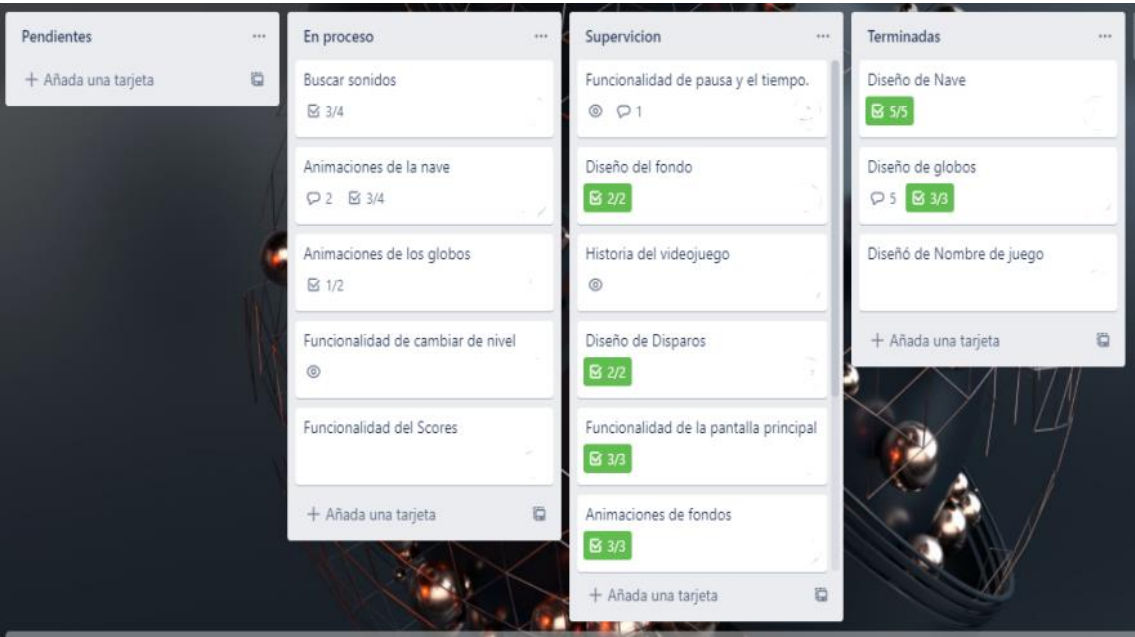 Pendientes
+ Añada una tarjeta
En proceso
Buscar sonidos
3/4
Animaciones de la nave
2 3/4
Animaciones de los globos
1/2
Funcionalidad de cambiar de nivel
Funcionalidad del Scores
+ Añada una tarjeta
Supervicion
Funcionalidad de pausa y el tiempo.
1
Diseño del fondo
2/2
Historia del videojuego
Diseño de Disparos
2/2
Funcionalidad de la pantalla principal
3/3
Animaciones de fondos
3/3
+ Añada una tarjeta
Terminadas
Diseño de Nave
5/5
Diseño de globos
5 3/3
Diseñó de Nombre de juego
+ Añada una tarjeta